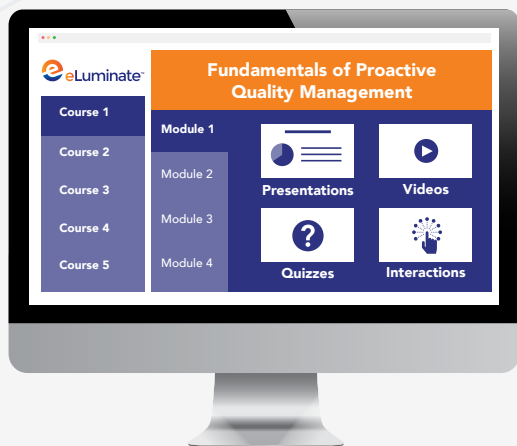 eLuminate™
Fundamentals of Proactive
Quality Management
Course 1
Course 2
Course 3
Course 4
Course 5
Module 1
Module 2
Module 3
Module 4
Presentations
Videos
Quizzes
Interactions